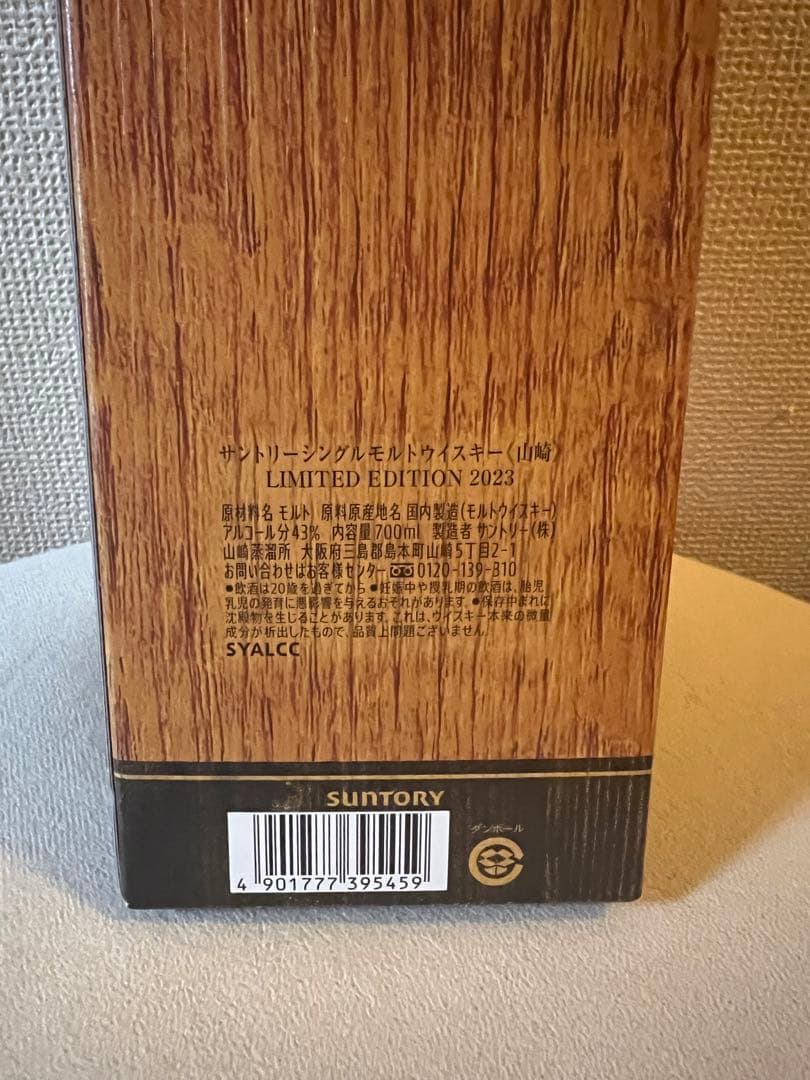 サントリーシングルモルトウイスキー〈山崎〉
LIMITED EDITION 2023
原材料名 モルト 原料原産地名 国内製造(モルトウイスキー)
アルコール分43% 内容量700ml 製造者 サントリー(株)
山崎蒸溜所 大阪府三島郡島本町山崎5丁目2-1
お問い合わせはお客様センター 0120-139-310
●飲酒は20歳を過ぎてから ●妊娠中や授乳期の飲酒は、胎児・
乳児の発育に悪影響を与えるおそれがあります。●保存中まれに
沈殿物を生じることがあります。これは、ウイスキー本来の微量
成分が析出したもので、品質上問題ございません。
SYALCC
SUNTORY
ダンボール
4 901777 395459